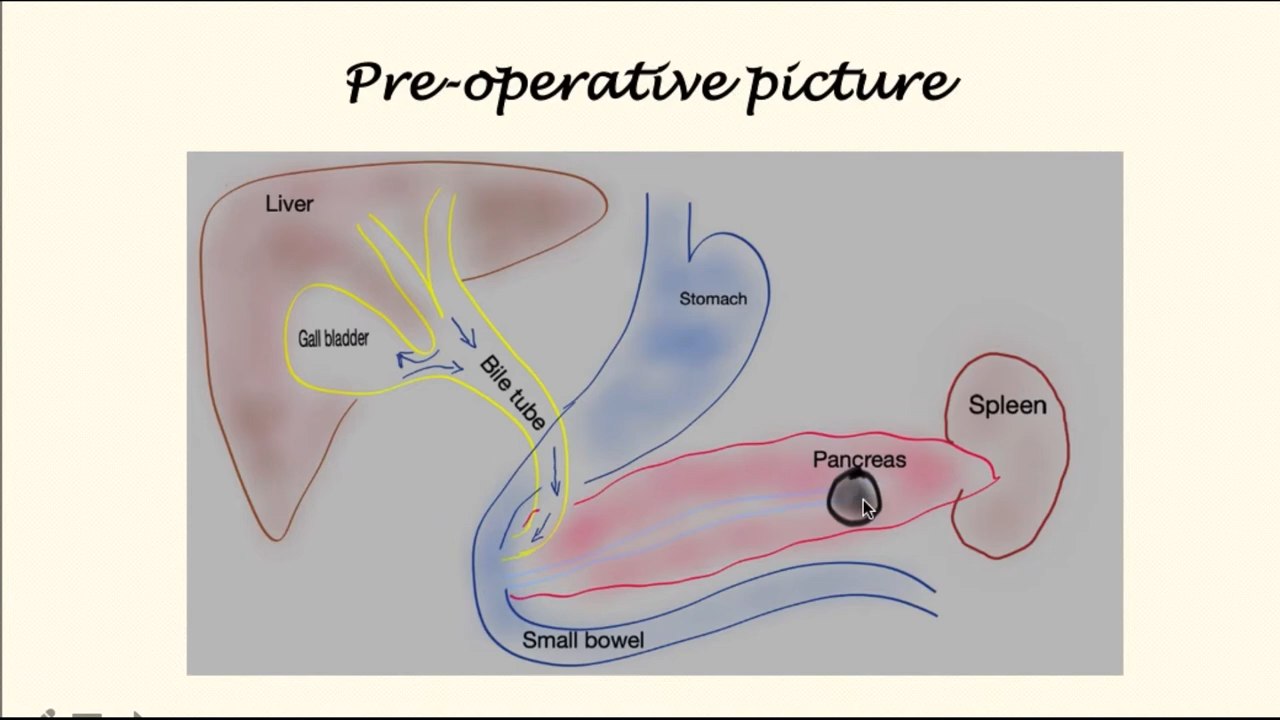 Pre-operative picture
Liver
Stomach
Gall bladder
Bile tube
Spleen
Pancreas
Small bowel